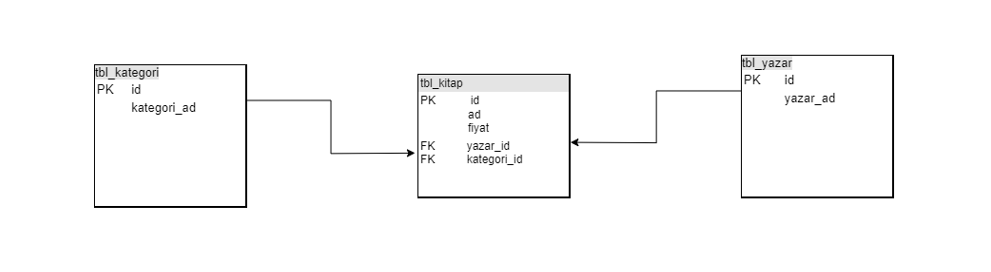 tbl_kategori
PK id
kategori_ad
tbl_kitap
PK id
ad
fiyat
FK yazar_id
FK kategori_id
tbl_yazar
PK id
yazar_ad